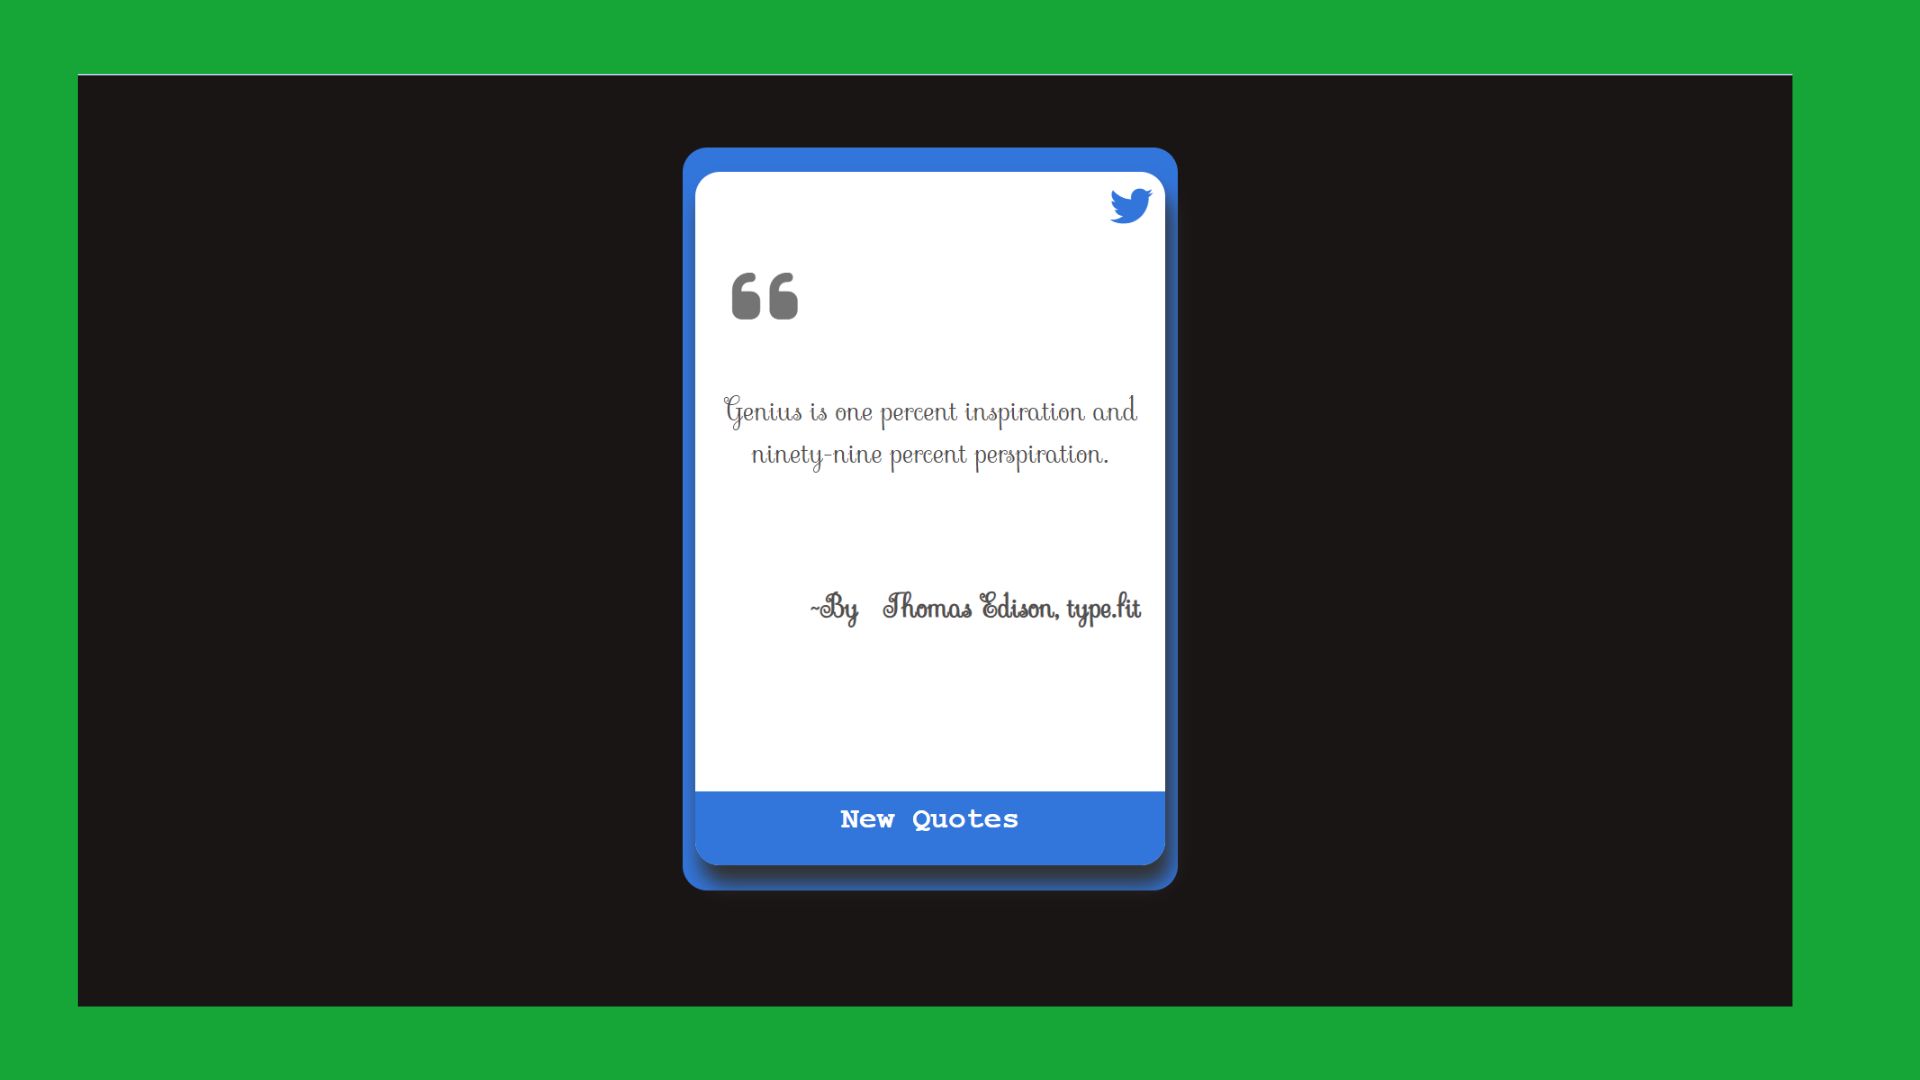 Genius is one percent inspiration and
ninety-nine percent perspiration.
~By Thomas Edison, type.fit
New Quotes